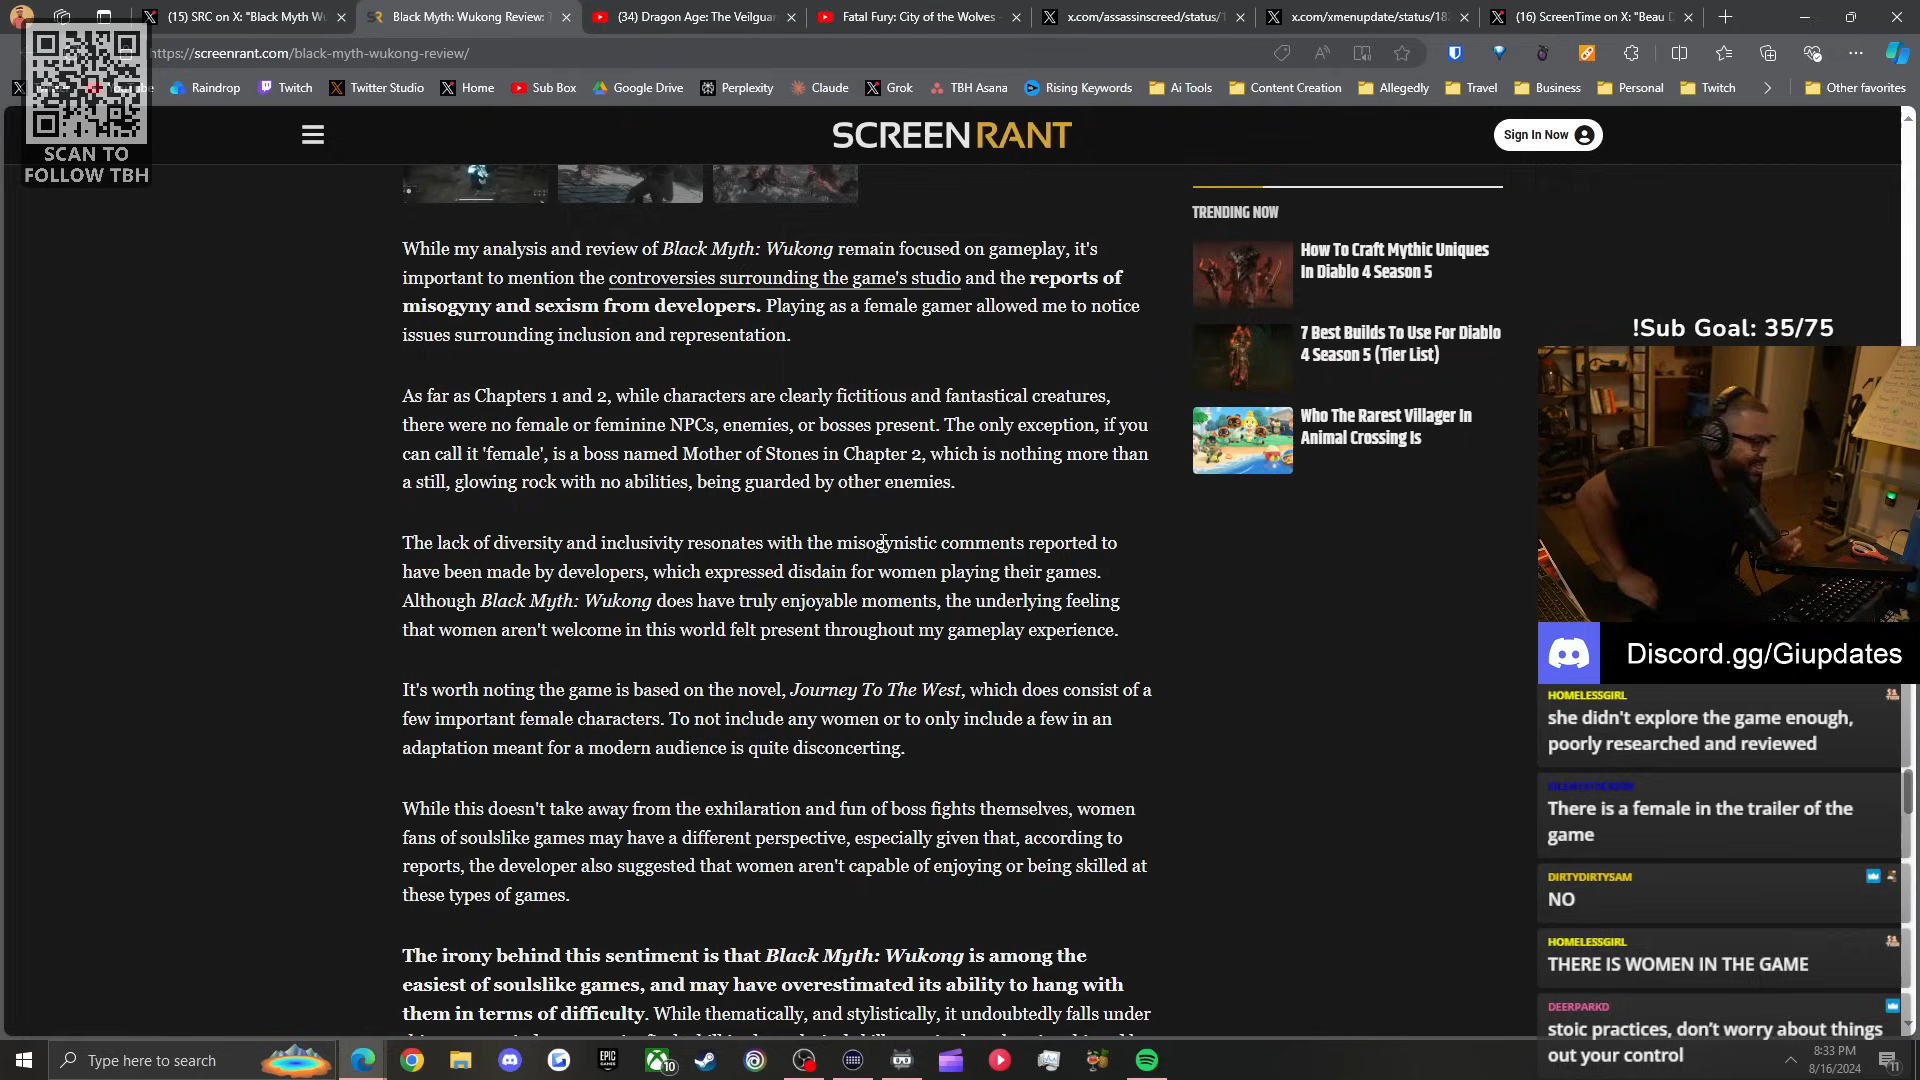 (15) SRC on X: "Black Myth Wu
Black Myth: Wukong Review: T
(34) Dragon Age: The Veilguar
Fatal Fury: City of the Wolves -
x.com/assassinscreed/status/1
x.com/xmenupdate/status/18
(16) ScreenTime on X: "Beau D
https://screenrant.com/black-myth-wukong-review/
Raindrop
Twitch
Twitter Studio
Home
Sub Box
Google Drive
Perplexity
Claude
Grok
TBH Asana
Rising Keywords
Ai Tools
Content Creation
Allegedly
Travel
Business
Personal
Twitch
Other favorites
SCAN TO
FOLLOW TBH
SCREENRANT
Sign In Now
While my analysis and review of Black Myth: Wukong remain focused on gameplay, it's
important to mention the controversies surrounding the game's studio and the reports of
misogyny and sexism from developers. Playing as a female gamer allowed me to notice
issues surrounding inclusion and representation.
As far as Chapters 1 and 2, while characters are clearly fictitious and fantastical creatures,
there were no female or feminine NPCs, enemies, or bosses present. The only exception, if you
can call it 'female', is a boss named Mother of Stones in Chapter 2, which is nothing more than
a still, glowing rock with no abilities, being guarded by other enemies.
The lack of diversity and inclusivity resonates with the misogynistic comments reported to
have been made by developers, which expressed disdain for women playing their games.
Although Black Myth: Wukong does have truly enjoyable moments, the underlying feeling
that women aren't welcome in this world felt present throughout my gameplay experience.
It's worth noting the game is based on the novel, Journey To The West, which does consist of a
few important female characters. To not include any women or to only include a few in an
adaptation meant for a modern audience is quite disconcerting.
While this doesn't take away from the exhilaration and fun of boss fights themselves, women
fans of soulslike games may have a different perspective, especially given that, according to
reports, the developer also suggested that women aren't capable of enjoying or being skilled at
these types of games.
The irony behind this sentiment is that Black Myth: Wukong is among the
easiest of soulslike games, and may have overestimated its ability to hang with
them in terms of difficulty. While thematically, and stylistically, it undoubtedly falls under
TRENDING NOW
How To Craft Mythic Uniques
In Diablo 4 Season 5
7 Best Builds To Use For Diablo
4 Season 5 (Tier List)
Who The Rarest Villager In
Animal Crossing Is
!Sub Goal: 35/75
Discord.gg/Giupdates
HOMELESSGIRL
she didn't explore the game enough,
poorly researched and reviewed
There is a female in the trailer of the
game
DIRTYDIRTYSAM
NO
HOMELESSGIRL
THERE IS WOMEN IN THE GAME
DEERPARKD
stoic practices, don't worry about things
out your control
Type here to search
EPIC
GAMES
10
8:33 PM
8/16/2024
11